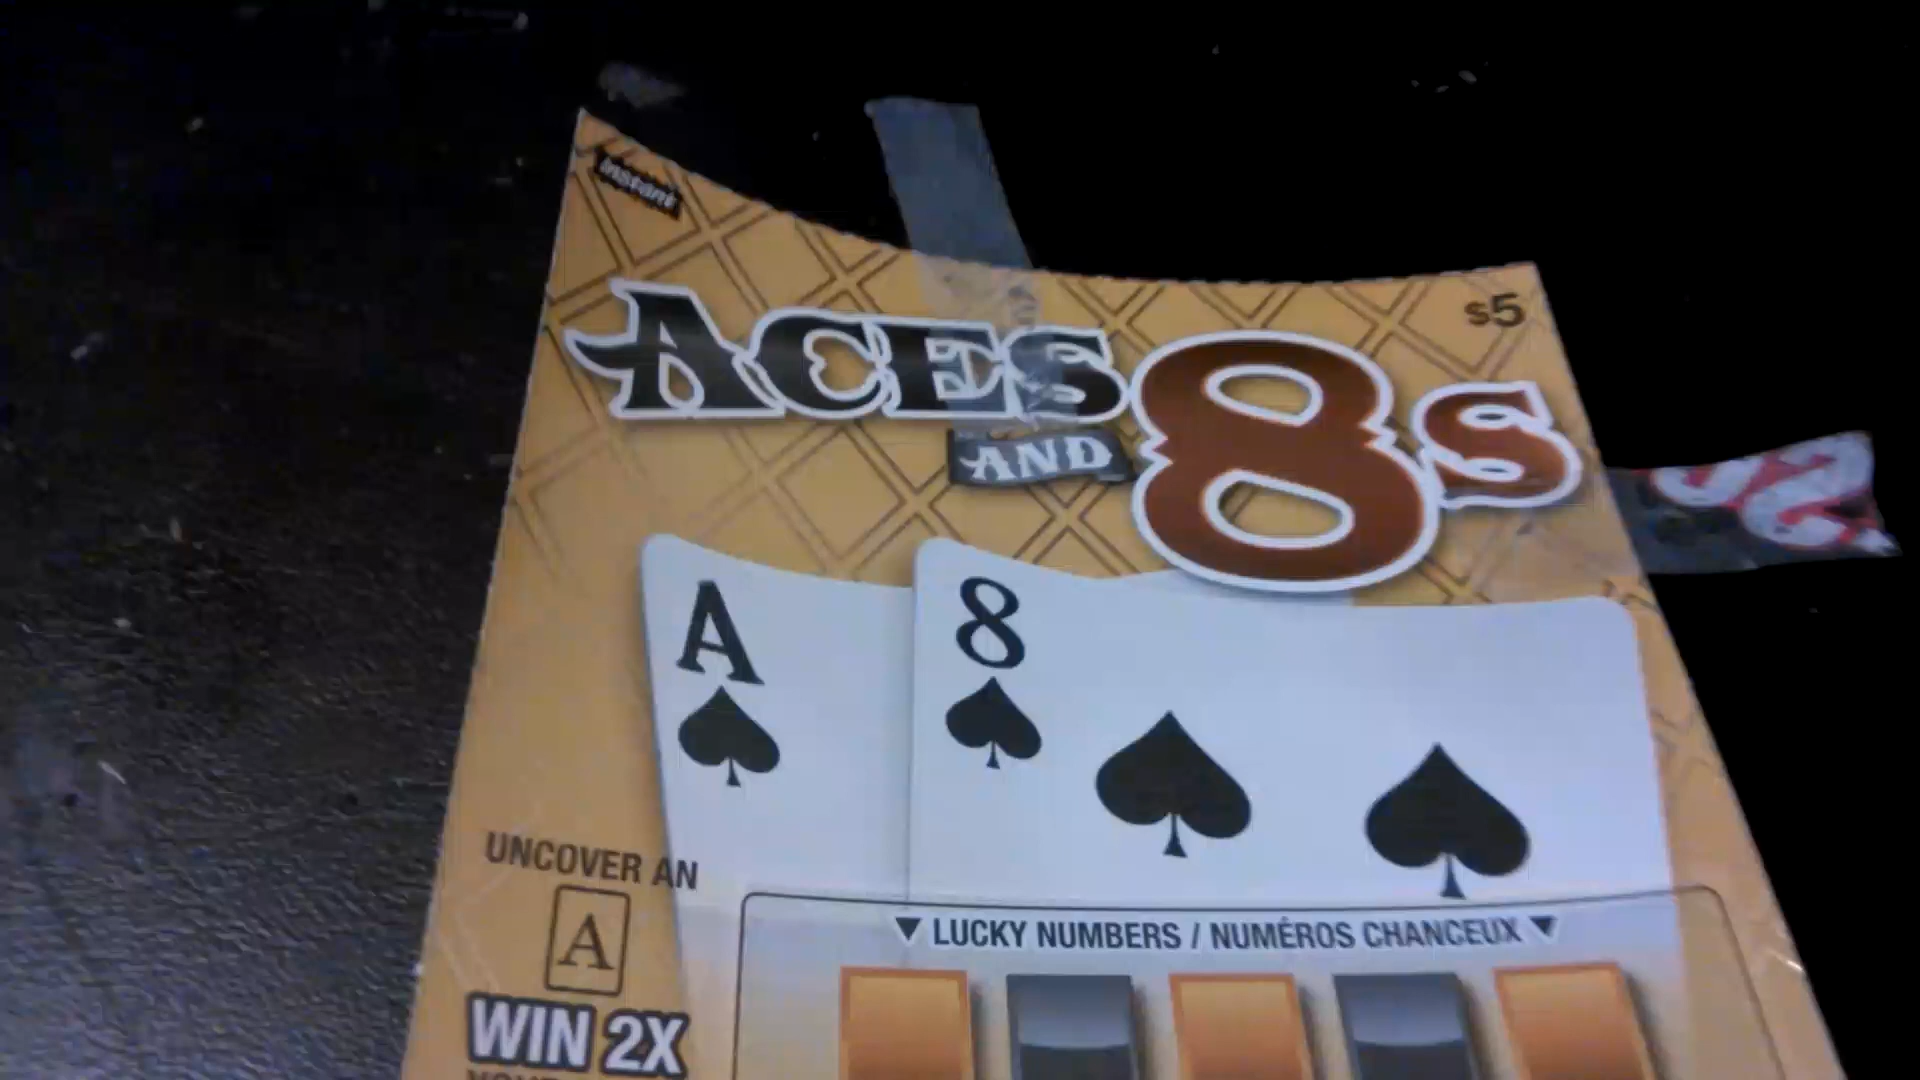 Instant
$5
ACES
AND
8s
A
8
UNCOVER AN
A
WIN 2X
▼ LUCKY NUMBERS / NUMÉROS CHANCEUX ▼